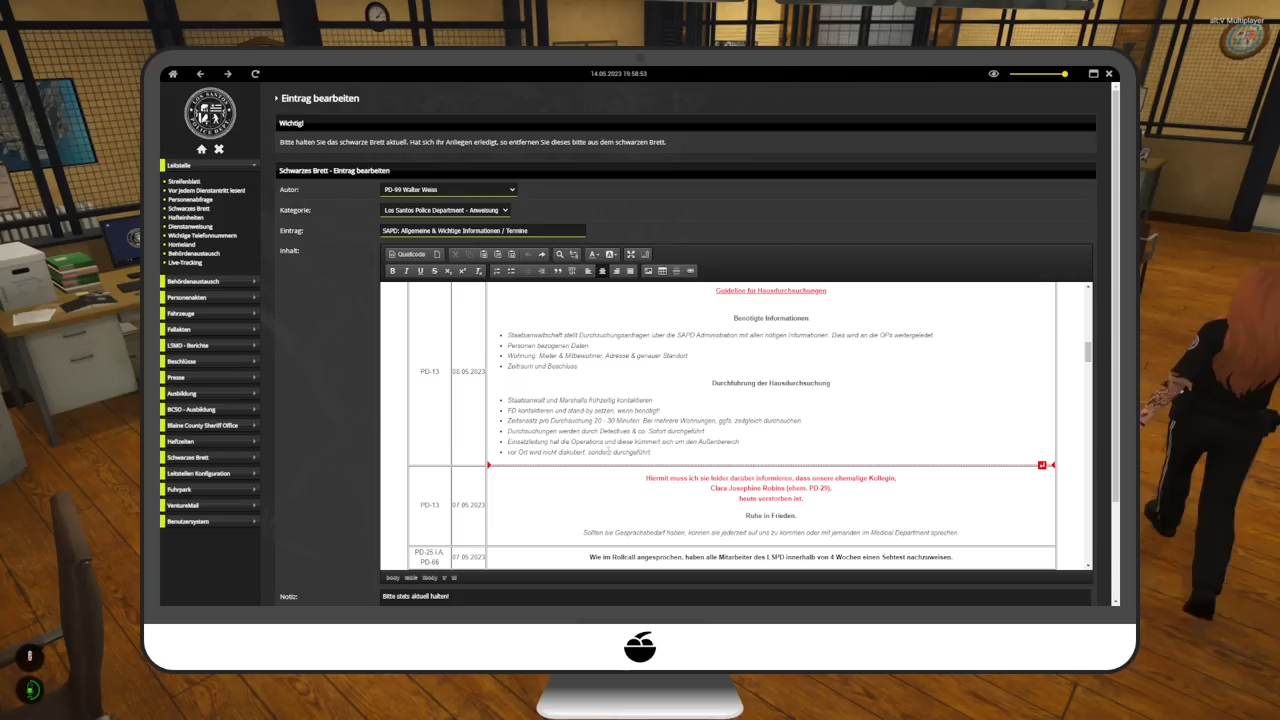 alt:V Multiplayer
14.05.2023 19:58:53
LOS SANTOS
POLICE DEPT
Leitstelle
Streifenblatt
Vor jedem Dienstantritt lesen!
Personenabfrage
Schwarzes Brett
Hafteinheiten
Dienstanweisung
Wichtige Telefonnummern
Homeland
Behördenaustausch
Live-Tracking
Behördenaustausch
Personenakten
Fahrzeuge
Fallakten
LSMD - Berichte
Beschlüsse
Presse
Ausbildung
BCSO - Ausbildung
Blaine County Sheriff Office
Haftzeiten
Schwarzes Brett
Leitstellen Konfiguration
Fuhrpark
VentureMail
Benutzersystem
Eintrag bearbeiten
Wichtig!
Bitte halten Sie das schwarze Brett aktuell. Hat sich Ihr Anliegen erledigt, so entfernen Sie dieses bitte aus dem schwarzen Brett.
Schwarzes Brett - Eintrag bearbeiten
Autor: PD-99 Walter Weiss
Kategorie: Los Santos Police Department - Anweisung
Eintrag: SAPD: Allgemeine & Wichtige Informationen / Termine
Inhalt:
Quellcode
Guideline für Hausdurchsuchungen
Benötigte Informationen
Staatsanwaltschaft stellt Durchsuchungsanfragen über die SAPD Administration mit allen nötigen Informationen. Dies wird an die OPs weitergeleitet.
Personen bezogenen Daten.
Wohnung. Mieter & Mitbewohner, Adresse & genauer Standort
Zeitraum und Beschluss
PD-13 08.05.2023
Durchführung der Hausdurchsuchung
Staatsanwalt und Marshalls frühzeitig kontaktieren
FD kontaktieren und stand-by setzen, wenn benötigt!
Zeitansatz pro Durchsuchung 20 - 30 Minuten. Bei mehrere Wohnungen, ggfs. zeitgleich durchsuchen
Durchsuchungen werden durch Detectives & co. Sofort durchgeführt
Einsatzleitung hat die Operations und diese kümmert sich um den Außenbereich
vor Ort wird nicht diskutiert, sondern durchgeführt.
Hiermit muss ich sie leider darüber informieren, dass unsere ehemalige Kollegin,
Clara Josephine Robins (ehem. PD-29),
heute verstorben ist.
PD-13 07.05.2023
Ruhe in Frieden.
Sollten sie Gesprächsbedarf haben, können sie jederzeit auf uns zu kommen oder mit jemanden im Medical Department sprechen.
PD-25 i.A.
PD-66
07.05.2023
Wie im Rollcall angesprochen, haben alle Mitarbeiter des LSPD innerhalb von 4 Wochen einen Sehtest nachzuweisen.
body table tbody tr td
Notiz: Bitte stets aktuell halten!